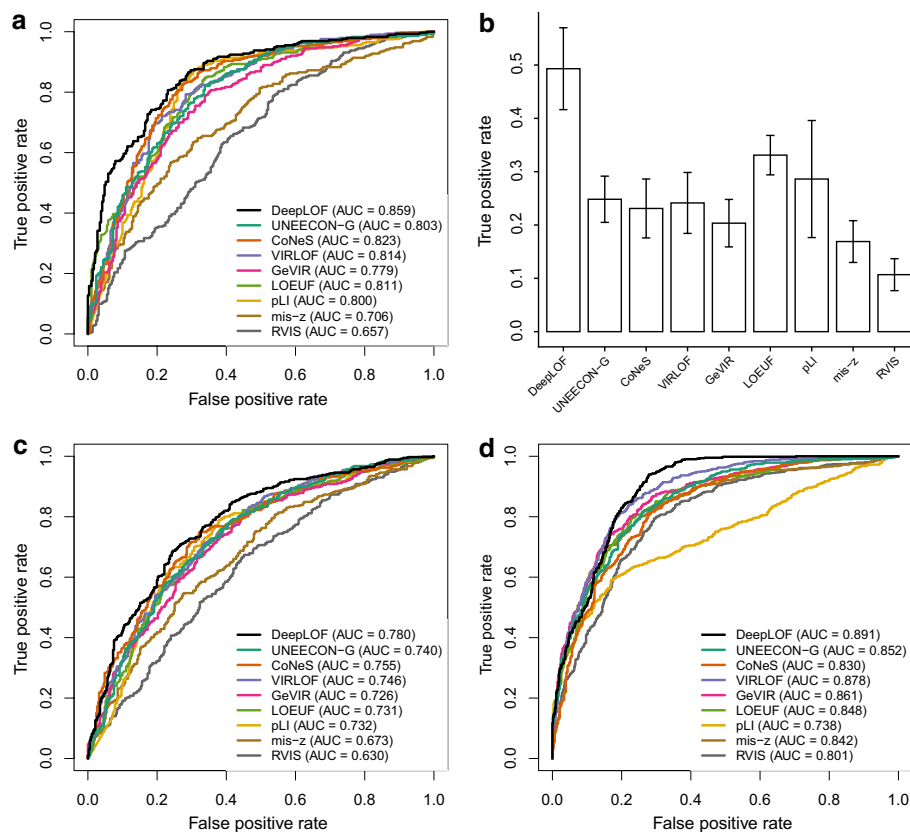 a
True positive rate
1.0
0.8
0.6
0.4
0.2
0.0
DeepLOF (AUC = 0.859)
UNEECON−G (AUC = 0.803)
CoNeS (AUC = 0.823)
VIRLOF (AUC = 0.814)
GeVIR (AUC = 0.779)
LOEUF (AUC = 0.811)
pLI (AUC = 0.800)
mis−z (AUC = 0.706)
RVIS (AUC = 0.657)
0.0 0.2 0.4 0.6 0.8 1.0
False positive rate
b
True positive rate
0.5
0.4
0.3
0.2
0.1
0.0
DeepLOF
UNEECON−G
CoNeS
VIRLOF
GeVIR
LOEUF
pLI
mis−z
RVIS
c
True positive rate
1.0
0.8
0.6
0.4
0.2
0.0
DeepLOF (AUC = 0.780)
UNEECON−G (AUC = 0.740)
CoNeS (AUC = 0.755)
VIRLOF (AUC = 0.746)
GeVIR (AUC = 0.726)
LOEUF (AUC = 0.731)
pLI (AUC = 0.732)
mis−z (AUC = 0.673)
RVIS (AUC = 0.630)
0.0 0.2 0.4 0.6 0.8 1.0
False positive rate
d
True positive rate
1.0
0.8
0.6
0.4
0.2
0.0
DeepLOF (AUC = 0.891)
UNEECON−G (AUC = 0.852)
CoNeS (AUC = 0.830)
VIRLOF (AUC = 0.878)
GeVIR (AUC = 0.861)
LOEUF (AUC = 0.848)
pLI (AUC = 0.738)
mis−z (AUC = 0.842)
RVIS (AUC = 0.801)
0.0 0.2 0.4 0.6 0.8 1.0
False positive rate